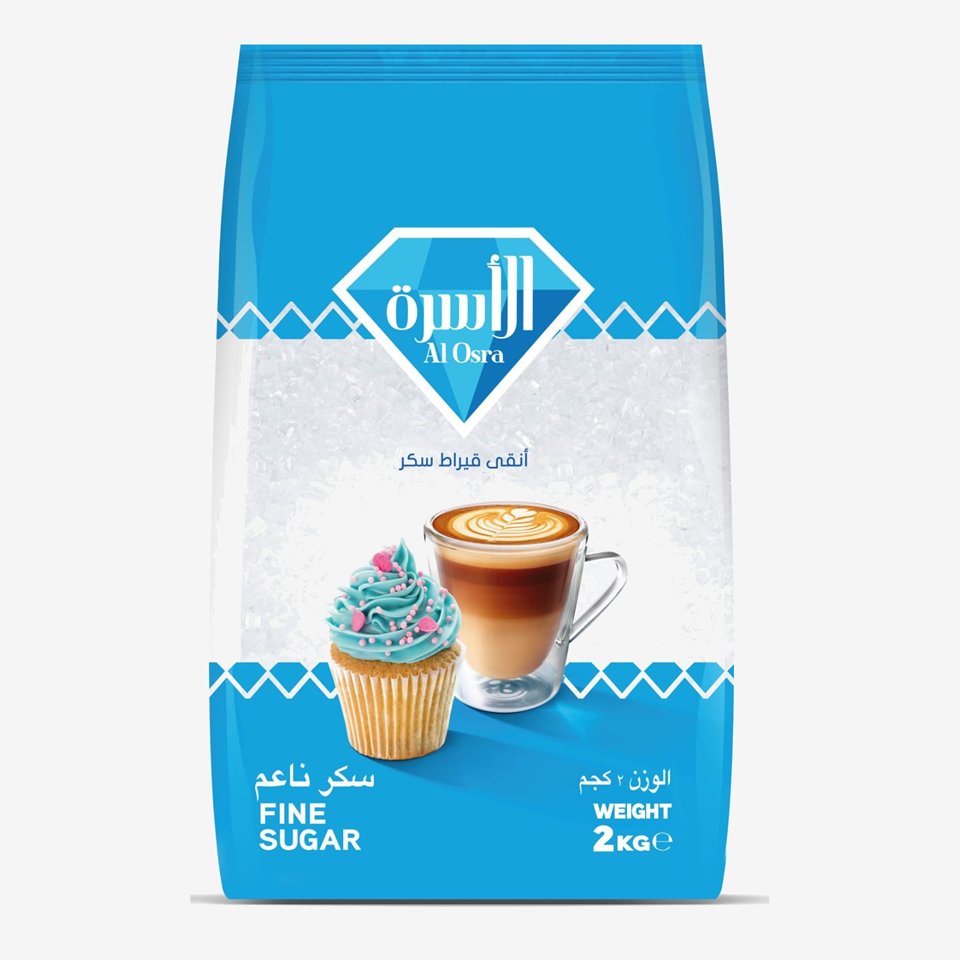 الأسرة
Al Osra
أنقى قيراط سكر
سكر ناعم
FINE
SUGAR
الوزن ٢ كجم
WEIGHT
2KG℮